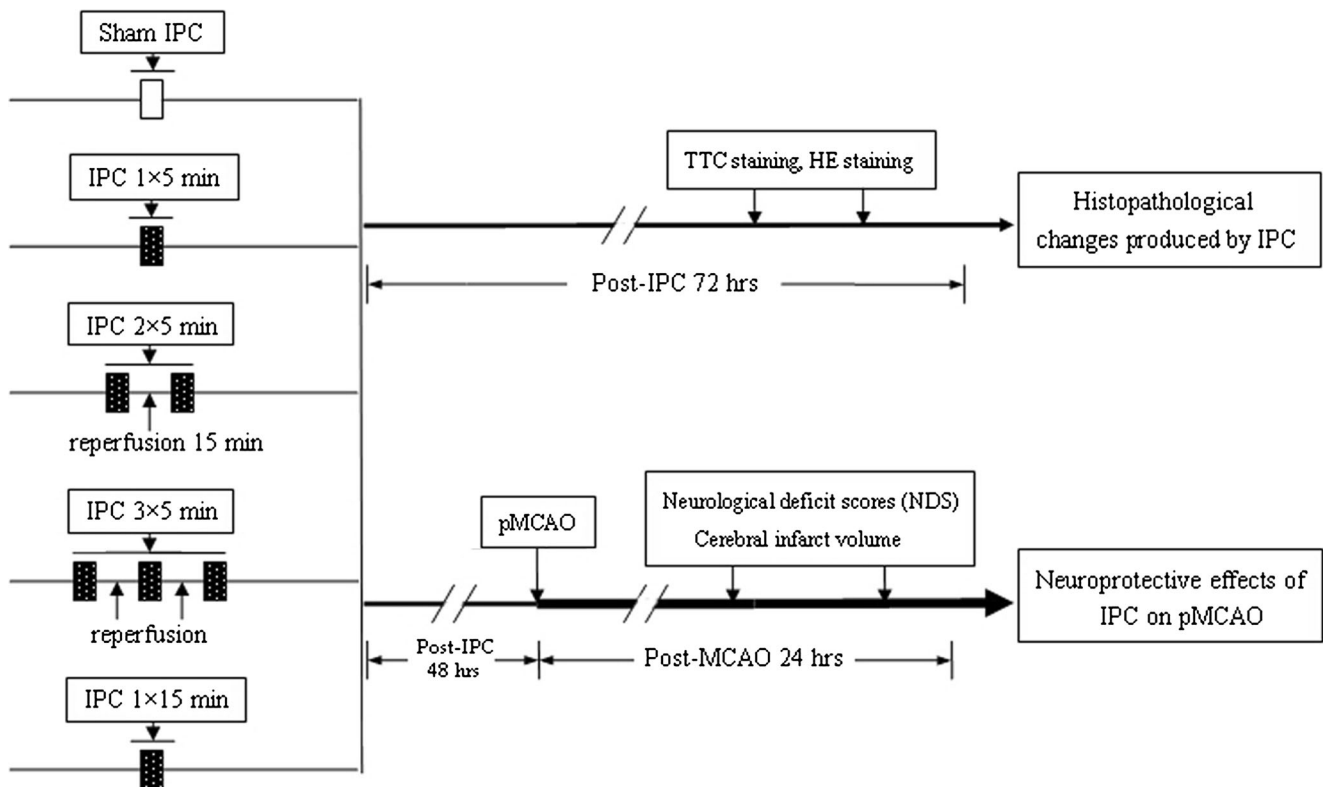 Sham IPC
IPC 1×5 min
IPC 2×5 min
reperfusion 15 min
IPC 3×5 min
reperfusion
IPC 1×15 min
TTC staining, HE staining
Post-IPC 72 hrs
Histopathological
changes produced by IPC
pMCAO
Neurological deficit scores (NDS)
Cerebral infarct volume
Post-IPC
48 hrs
Post-MCAO 24 hrs
Neuroprotective effects of
IPC on pMCAO